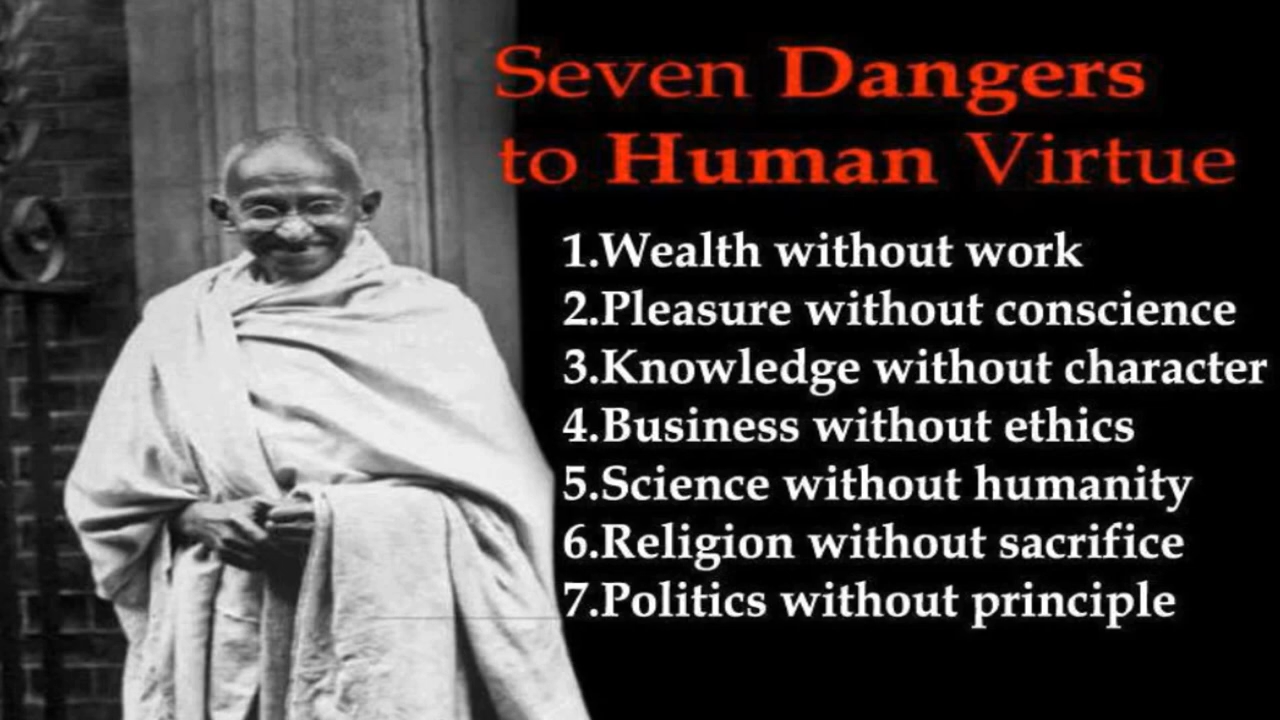 Seven Dangers
to Human Virtue
1.Wealth without work
2.Pleasure without conscience
3.Knowledge without character
4.Business without ethics
5.Science without humanity
6.Religion without sacrifice
7.Politics without principle